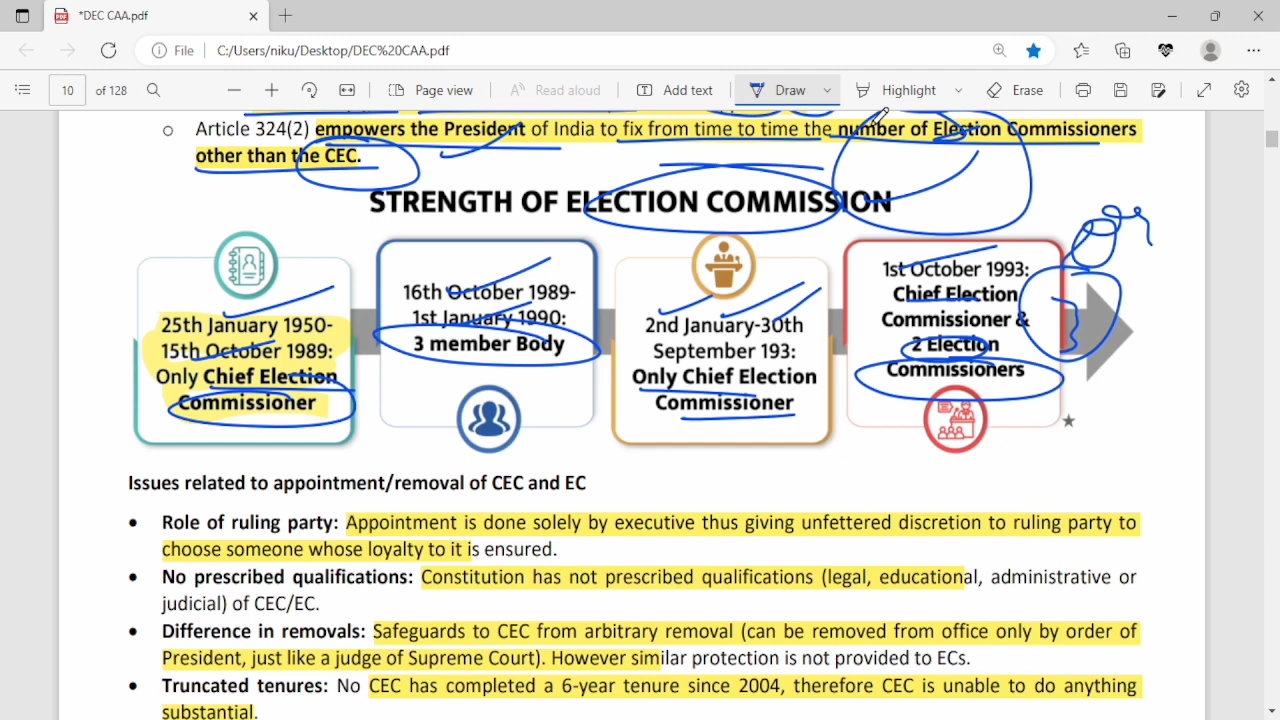 *DEC CAA.pdf
File C:/Users/niku/Desktop/DEC%20CAA.pdf
10 of 128 Page view Read aloud Add text Draw Highlight Erase
Article 324(2) empowers the President of India to fix from time to time the number of Election Commissioners
other than the CEC.
STRENGTH OF ELECTION COMMISSION
25th January 1950-
15th October 1989:
Only Chief Election
Commissioner
16th October 1989-
1st January 1990:
3 member Body
2nd January-30th
September 193:
Only Chief Election
Commissioner
1st October 1993:
Chief Election
Commissioner &
2 Election
Commissioners
Issues related to appointment/removal of CEC and EC
Role of ruling party: Appointment is done solely by executive thus giving unfettered discretion to ruling party to
choose someone whose loyalty to it is ensured.
No prescribed qualifications: Constitution has not prescribed qualifications (legal, educational, administrative or
judicial) of CEC/EC.
Difference in removals: Safeguards to CEC from arbitrary removal (can be removed from office only by order of
President, just like a judge of Supreme Court). However similar protection is not provided to ECs.
Truncated tenures: No CEC has completed a 6-year tenure since 2004, therefore CEC is unable to do anything
substantial.